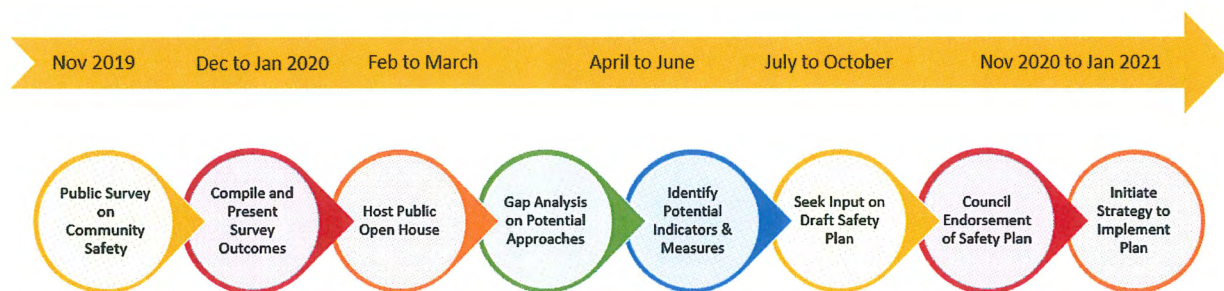 Nov 2019
Dec to Jan 2020
Feb to March
April to June
July to October
Nov 2020 to Jan 2021
Public Survey
on
Community
Safety
Compile and
Present
Survey
Outcomes
Host Public
Open House
Gap Analysis
on Potential
Approaches
Identify
Potential
Indicators &
Measures
Seek Input on
Draft Safety
Plan
Council
Endorsement
of Safety Plan
Initiate
Strategy to
Implement
Plan